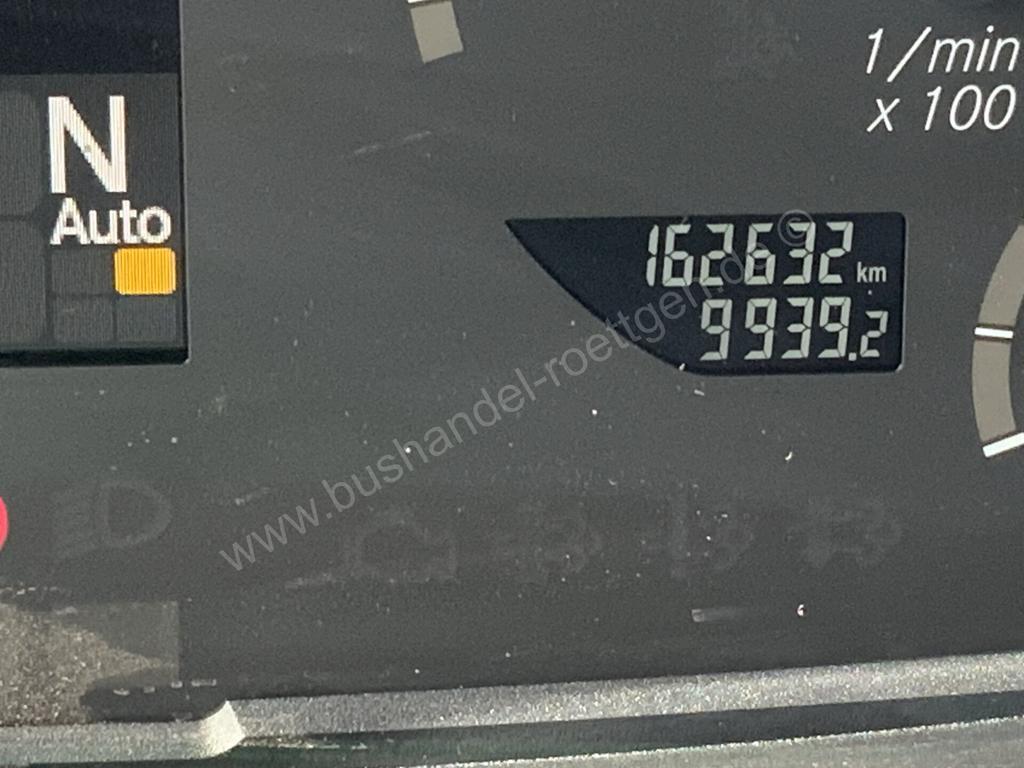 1/min
x 100
N
Auto
162632 km
9939.2
www.bushandel-roettgen.de ©